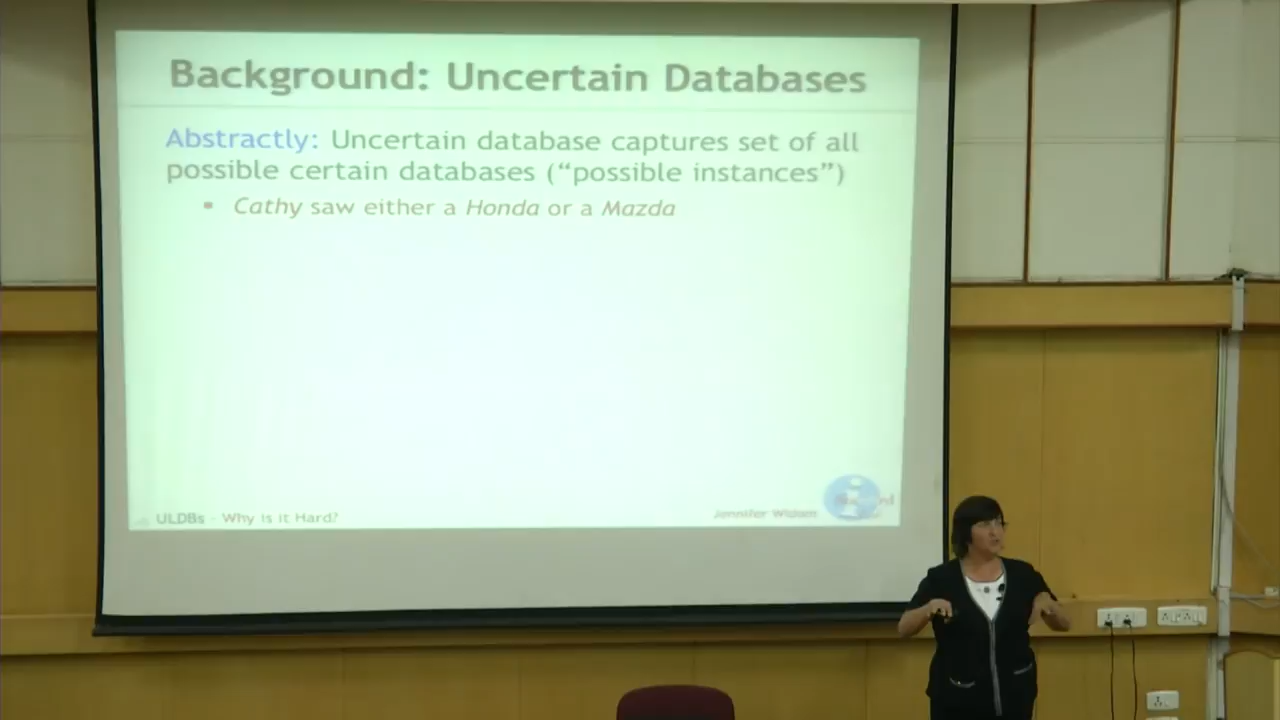 Background: Uncertain Databases
Abstractly: Uncertain database captures set of all
possible certain databases (“possible instances”)
▪ Cathy saw either a Honda or a Mazda
ULDBs - Why Is it Hard?
Jennifer Widom